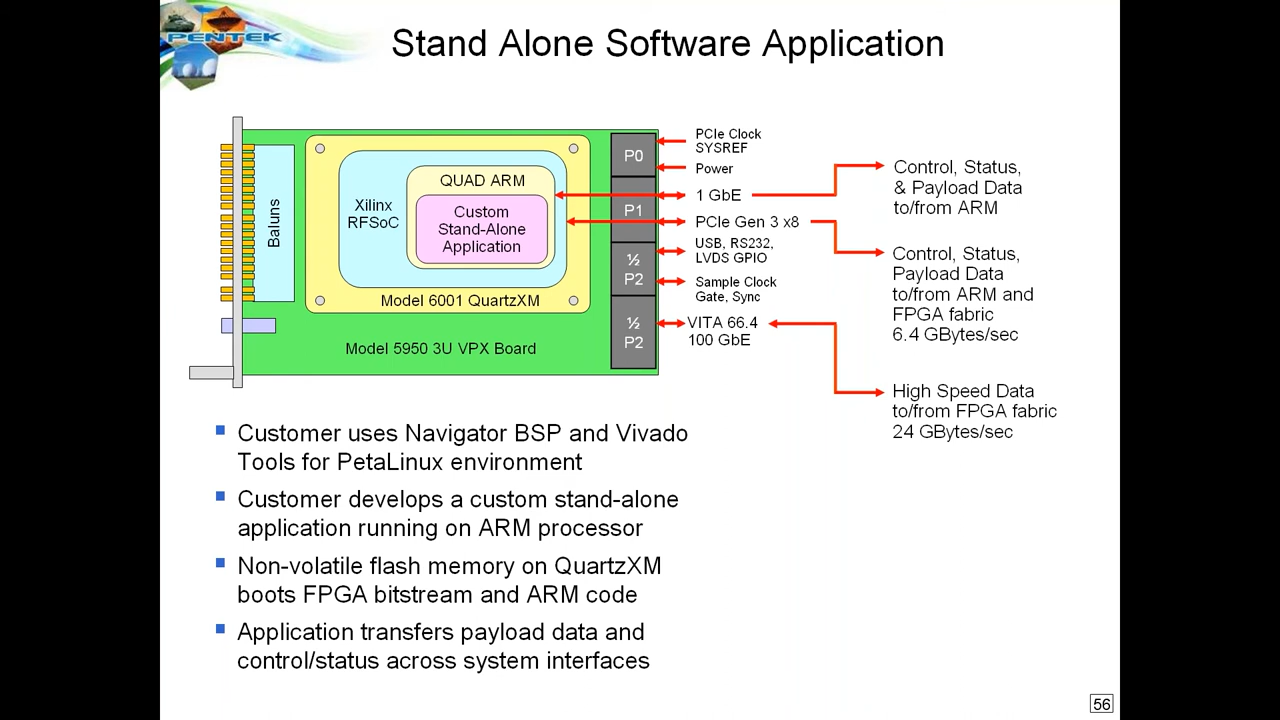 PENTEK
Stand Alone Software Application
Baluns
Xilinx
RFSoC
QUAD ARM
Custom
Stand-Alone
Application
Model 6001 QuartzXM
Model 5950 3U VPX Board
P0
P1
½
P2
½
P2
PCIe Clock
SYSREF
Power
1 GbE
PCIe Gen 3 x8
USB, RS232,
LVDS GPIO
Sample Clock
Gate, Sync
VITA 66.4
100 GbE
Control, Status,
& Payload Data
to/from ARM
Control, Status,
Payload Data
to/from ARM and
FPGA fabric
6.4 GBytes/sec
High Speed Data
to/from FPGA fabric
24 GBytes/sec
Customer uses Navigator BSP and Vivado
Tools for PetaLinux environment
Customer develops a custom stand-alone
application running on ARM processor
Non-volatile flash memory on QuartzXM
boots FPGA bitstream and ARM code
Application transfers payload data and
control/status across system interfaces
56